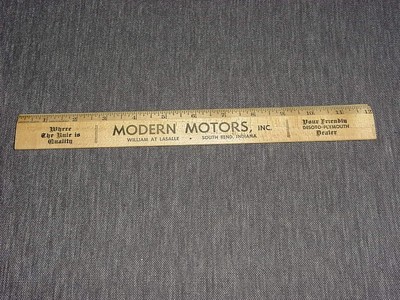 Where
The Rule is
Quality
MODERN MOTORS, INC.
WILLIAM AT LASALLE • SOUTH BEND, INDIANA
Your Friendly
DESOTO-PLYMOUTH
Dealer